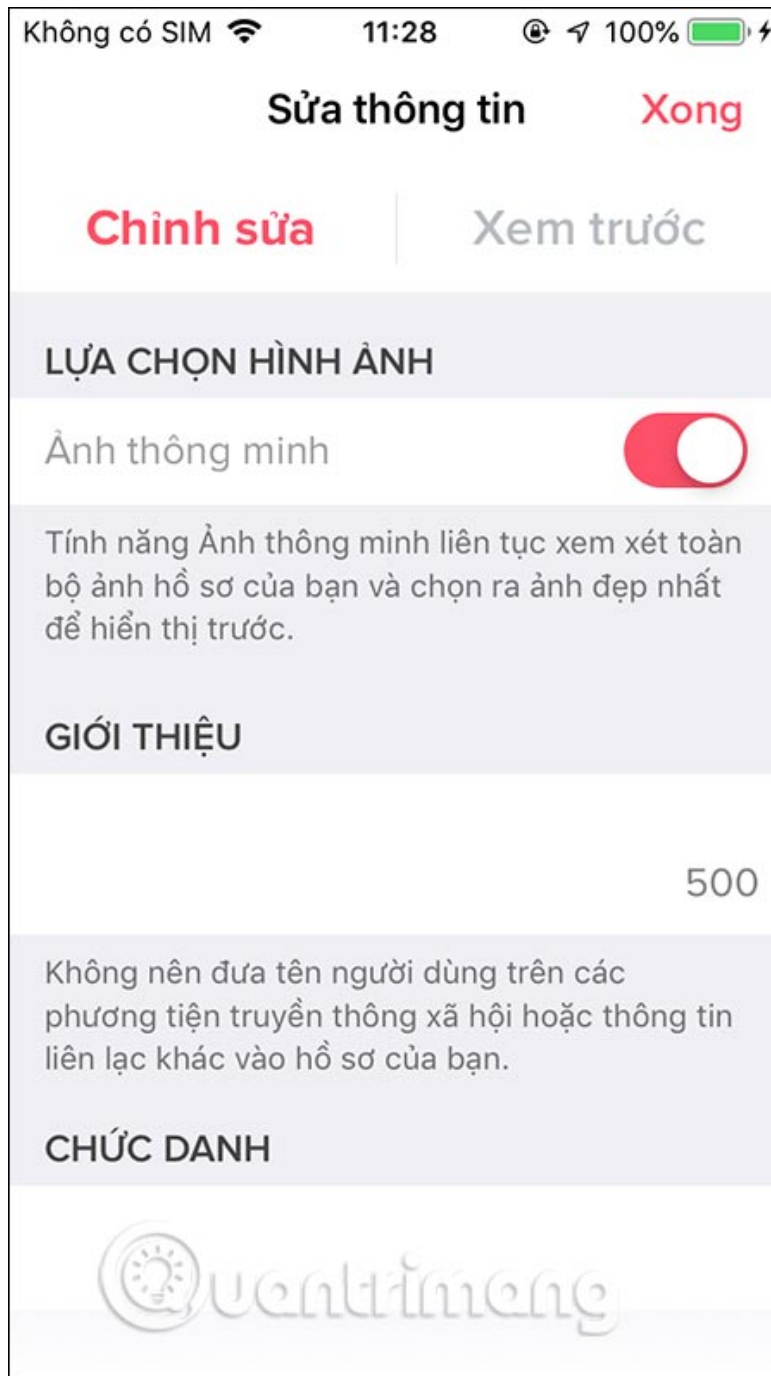 Không có SIM 11:28 100%
Sửa thông tin Xong
Chỉnh sửa Xem trước
LỰA CHỌN HÌNH ẢNH
Ảnh thông minh
Tính năng Ảnh thông minh liên tục xem xét toàn
bộ ảnh hồ sơ của bạn và chọn ra ảnh đẹp nhất
để hiển thị trước.
GIỚI THIỆU
500
Không nên đưa tên người dùng trên các
phương tiện truyền thông xã hội hoặc thông tin
liên lạc khác vào hồ sơ của bạn.
CHỨC DANH
Quantrimang